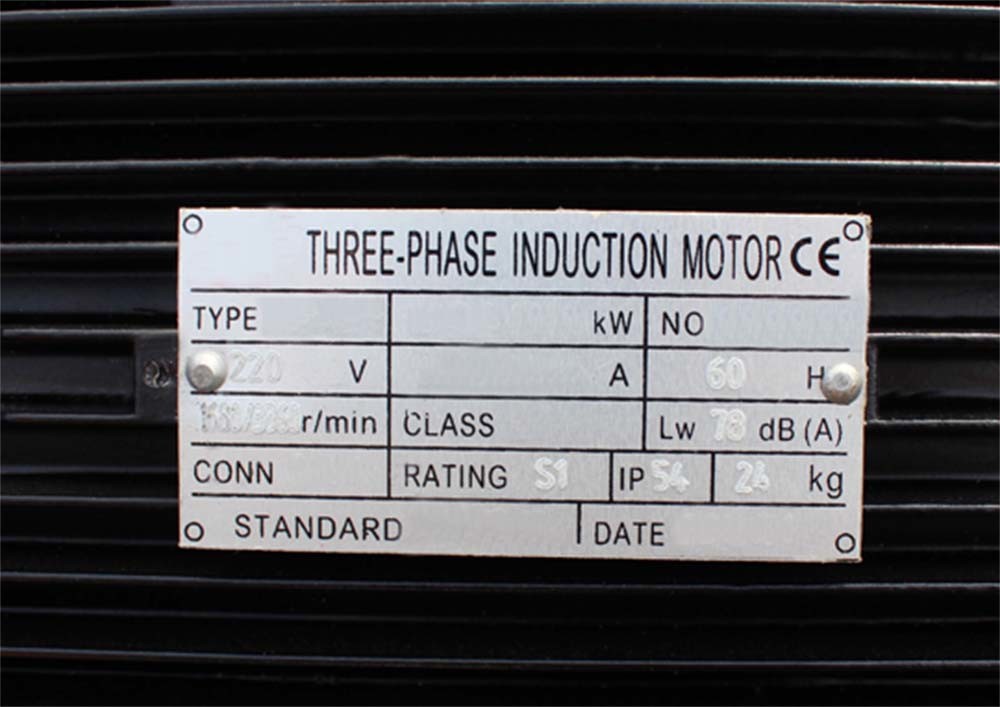 THREE-PHASE INDUCTION MOTOR CE
TYPE kW NO
220 V A 60 H
r/min CLASS Lw 78 dB (A)
CONN RATING S1 IP 54 24 kg
STANDARD DATE